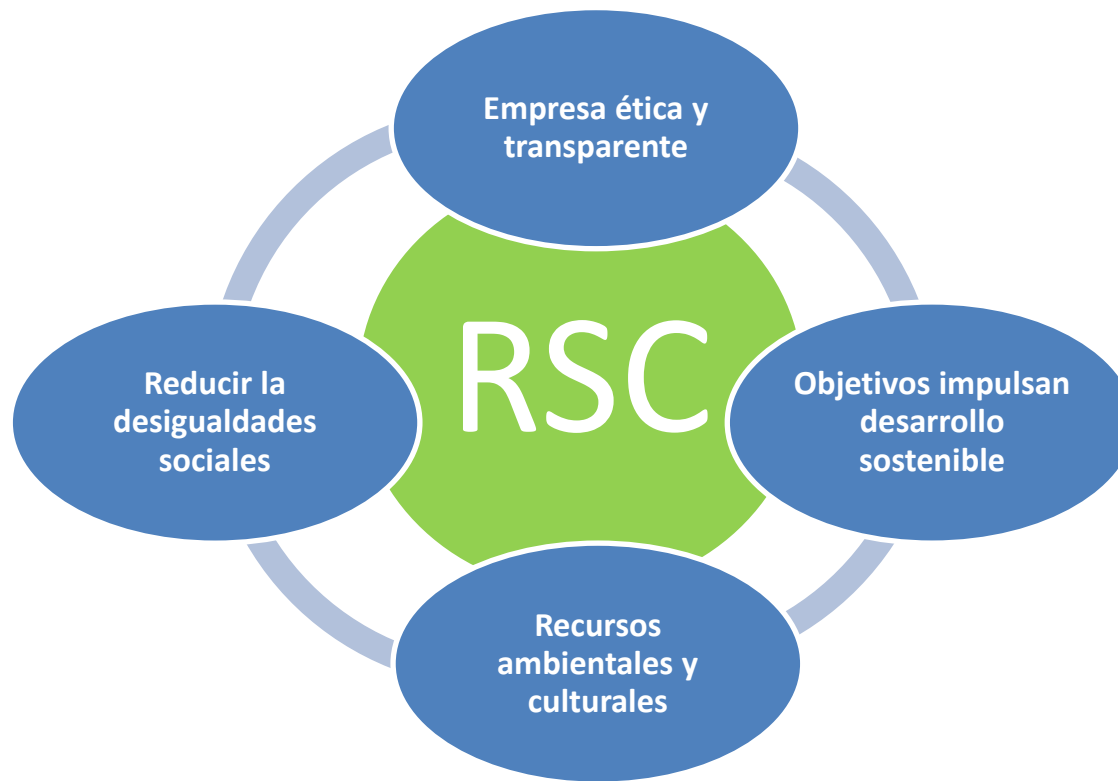 Empresa ética y
transparente
RSC
Reducir la
desigualdades
sociales
Objetivos impulsan
desarrollo
sostenible
Recursos
ambientales y
culturales